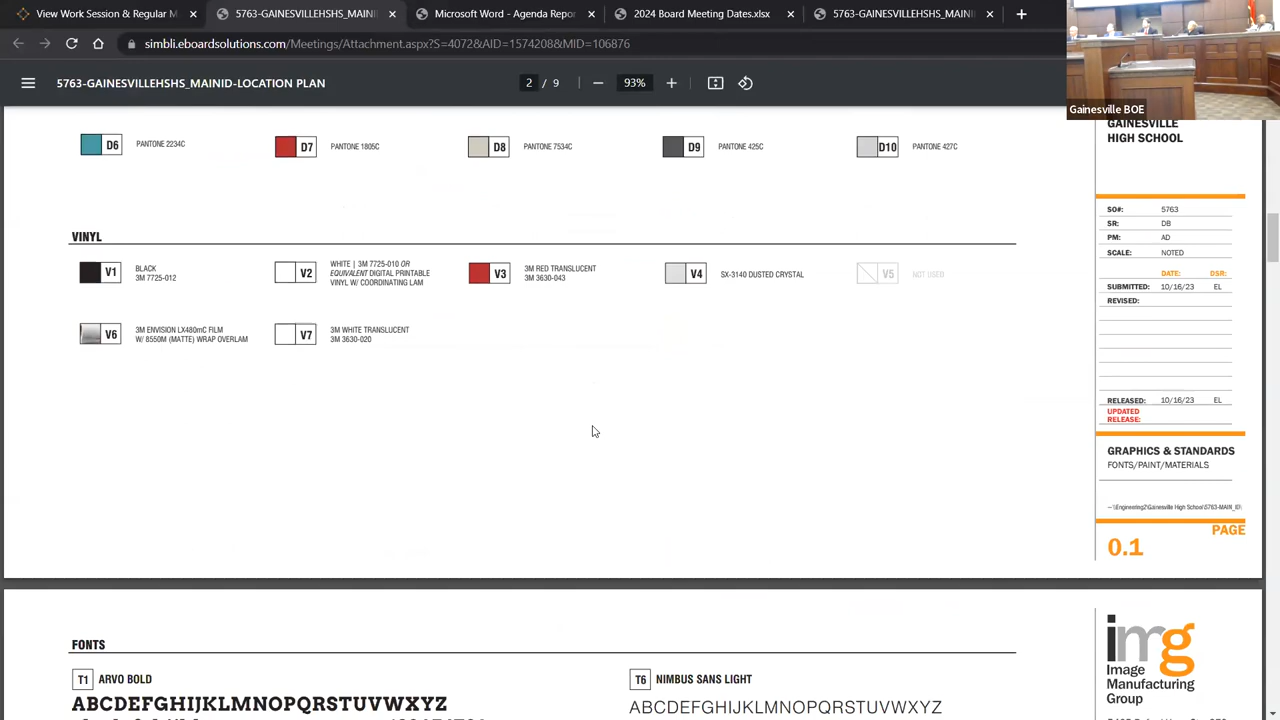 View Work Session & Regular M
5763-GAINESVILLEHSHS_MAINI
Microsoft Word - Agenda Repor
2024 Board Meeting Dates.xlsx
5763-GAINESVILLEHSHS_MAINI
simbli.eboardsolutions.com/Meetings/Attachment.aspx?S=4072&AID=1574208&MID=106876
5763-GAINESVILLEHSHS_MAINID-LOCATION PLAN
2 / 9
93%
Gainesville BOE
GAINESVILLE
HIGH SCHOOL
D6 PANTONE 2234C
D7 PANTONE 1805C
D8 PANTONE 7534C
D9 PANTONE 425C
D10 PANTONE 427C
VINYL
V1 BLACK
3M 7725-012
V2 WHITE | 3M 7725-010 OR
EQUIVALENT DIGITAL PRINTABLE
VINYL W/ COORDINATING LAM
V3 3M RED TRANSLUCENT
3M 3630-043
V4 SX-3140 DUSTED CRYSTAL
V5 NOT USED
V6 3M ENVISION LX480mC FILM
W/ 8550M (MATTE) WRAP OVERLAM
V7 3M WHITE TRANSLUCENT
3M 3630-020
SO#: 5763
SR: DB
PM: AD
SCALE: NOTED
DATE: DSR:
SUBMITTED: 10/16/23 EL
REVISED:
RELEASED: 10/16/23 EL
UPDATED
RELEASE:
GRAPHICS & STANDARDS
FONTS/PAINT/MATERIALS
PAGE
0.1
FONTS
T1 ARVO BOLD
ABCDEFGHIJKLMNOPQRSTUVWXYZ
T6 NIMBUS SANS LIGHT
ABCDEFGHIJKLMNOPQRSTUVWXYZ
img
Image
Manufacturing
Group